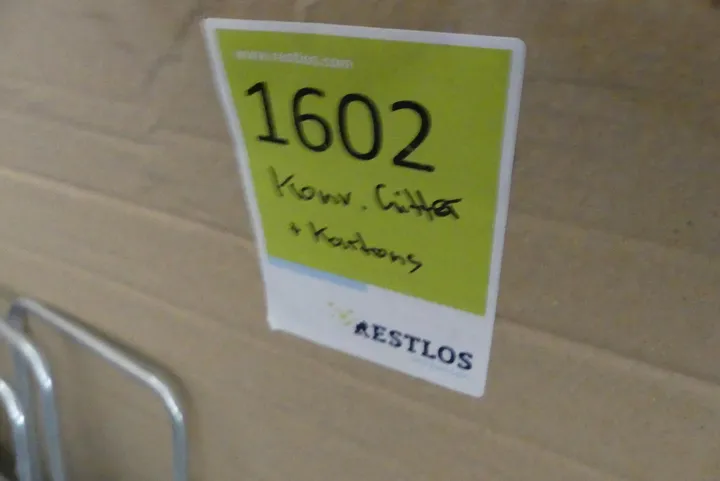 www.restlos.com
1602
Konv. Gitter
+ Kartons
RESTLOS